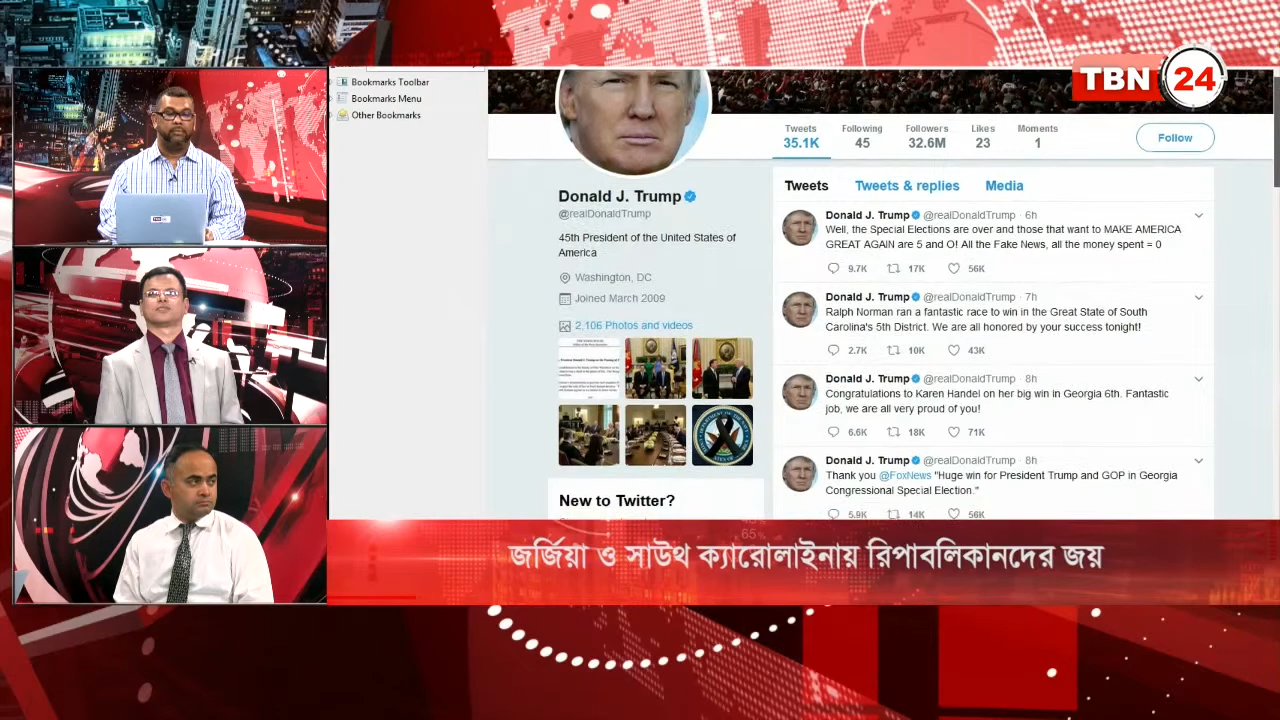 TBN 24
Bookmarks Toolbar
Bookmarks Menu
Other Bookmarks
Tweets Following Followers Likes Moments
35.1K 45 32.6M 23 1
Follow
Donald J. Trump
@realDonaldTrump
45th President of the United States of
America
Washington, DC
Joined March 2009
2,106 Photos and videos
New to Twitter?
Tweets Tweets & replies Media
Donald J. Trump @realDonaldTrump · 6h
Well, the Special Elections are over and those that want to MAKE AMERICA
GREAT AGAIN are 5 and O! All the Fake News, all the money spent = 0
9.7K 17K 56K
Donald J. Trump @realDonaldTrump · 7h
Ralph Norman ran a fantastic race to win in the Great State of South
Carolina's 5th District. We are all honored by your success tonight!
2.7K 10K 43K
Donald J. Trump @realDonaldTrump · 8h
Congratulations to Karen Handel on her big win in Georgia 6th. Fantastic
job, we are all very proud of you!
6.6K 18K 71K
Donald J. Trump @realDonaldTrump · 8h
Thank you @FoxNews "Huge win for President Trump and GOP in Georgia
Congressional Special Election."
5.9K 14K 56K
65%
জর্জিয়া ও সাউথ ক্যারোলাইনায় রিপাবলিকানদের জয়